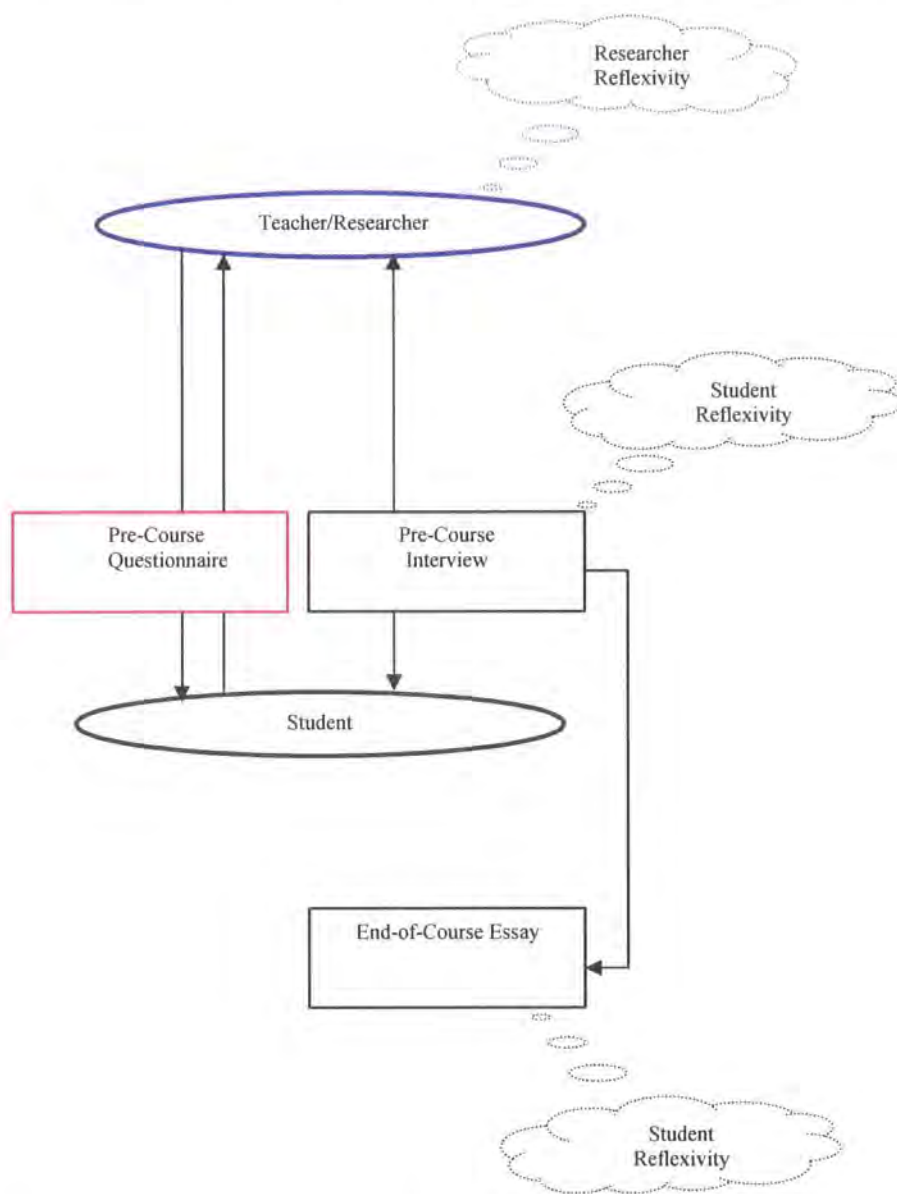 Researcher
Reflexivity
Teacher/Researcher
Student
Reflexivity
Pre-Course
Questionnaire
Pre-Course
Interview
Student
End-of-Course Essay
Student
Reflexivity